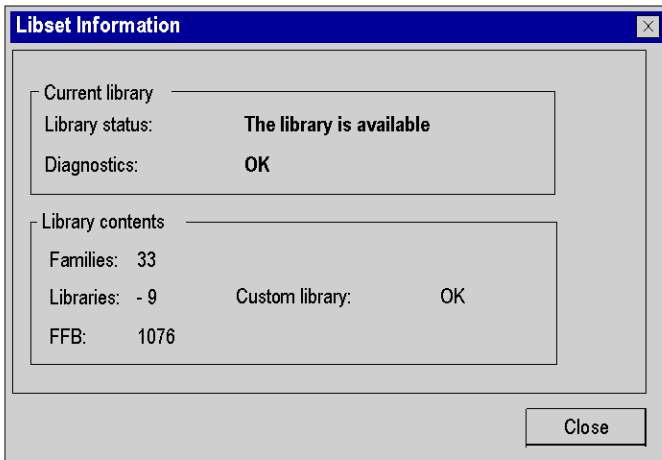 Libset Information
Current library
Library status: The library is available
Diagnostics: OK
Library contents
Families: 33
Libraries: - 9 Custom library: OK
FFB: 1076
Close